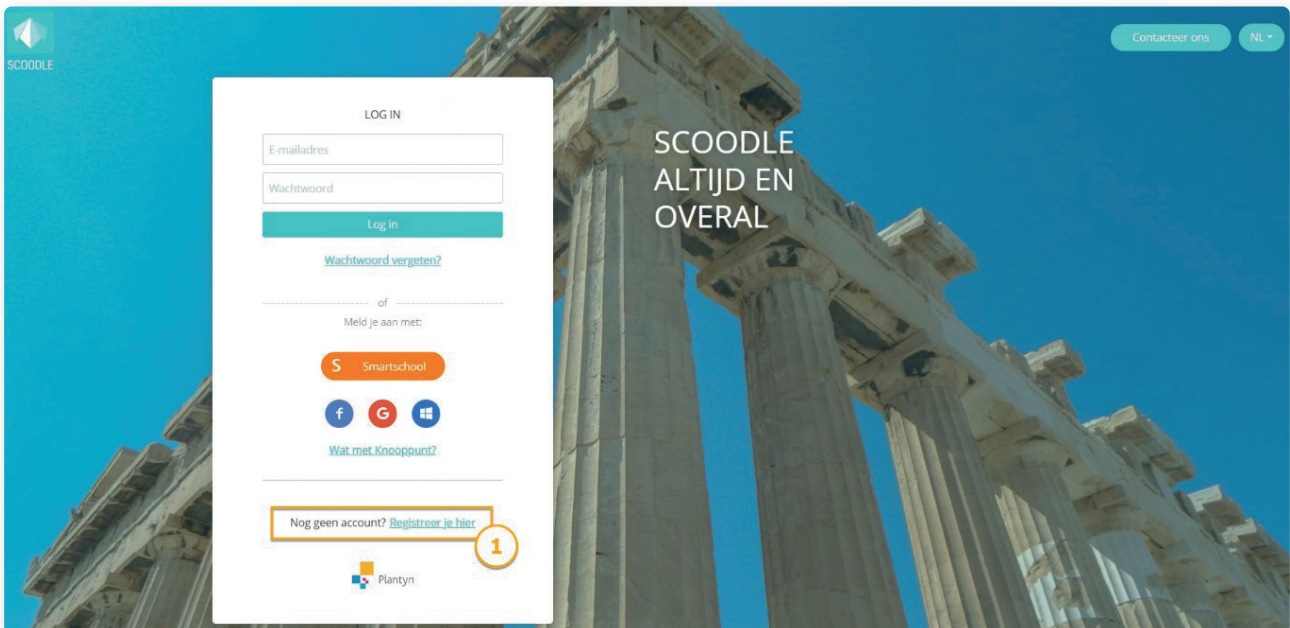 SCOODLE
Contacteer ons
NL
LOG IN
E-mailadres
Wachtwoord
Log in
Wachtwoord vergeten?
of
Meld je aan met:
S Smartschool
f G
Wat met Knooppunt?
Nog geen account? Registreer je hier
1
Plantyn
SCOODLE
ALTIJD EN
OVERAL